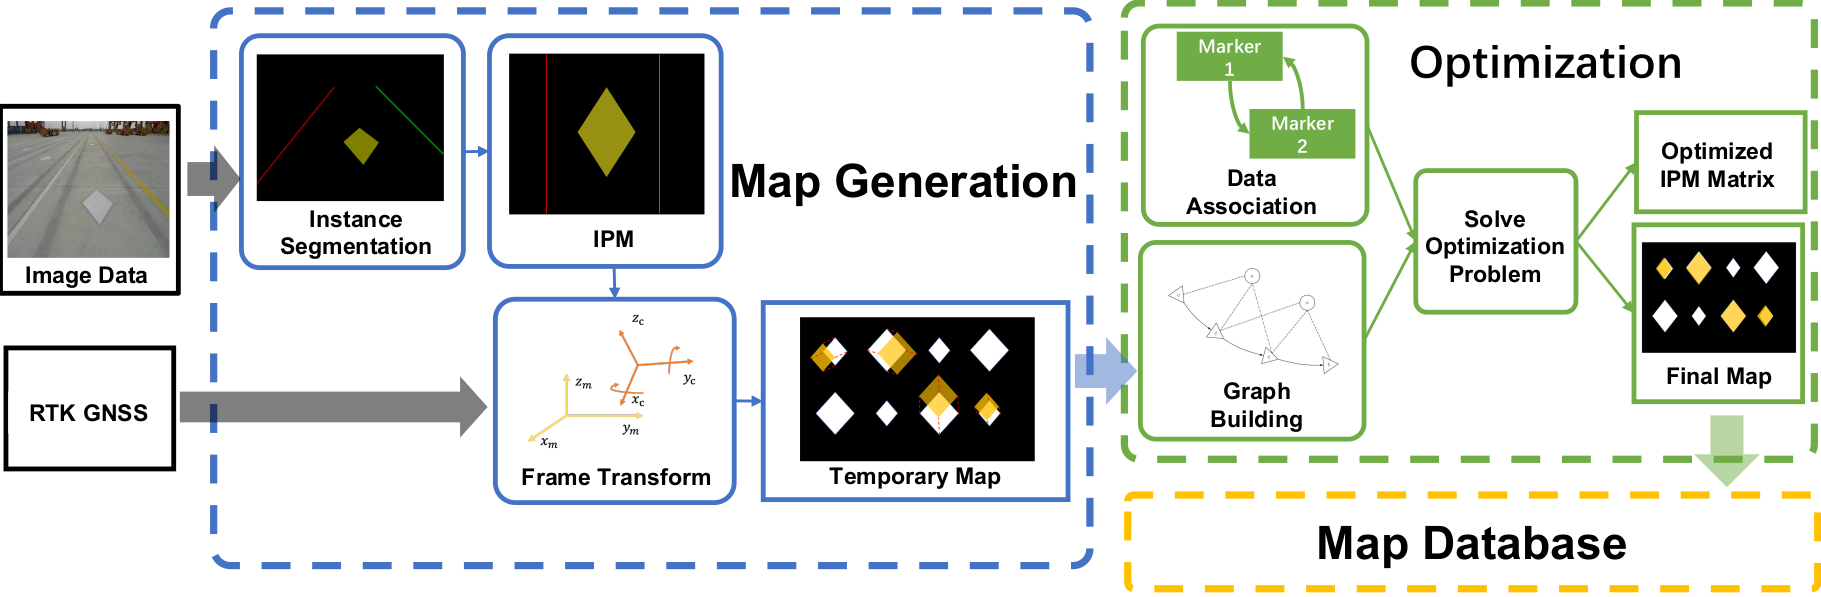 Image Data
RTK GNSS
Instance
Segmentation
IPM
Map Generation
z_c
y_c
x_c
z_m
y_m
x_m
Frame Transform
Temporary Map
Marker
1
Marker
2
Data
Association
Optimization
Graph
Building
Solve
Optimization
Problem
Optimized
IPM Matrix
Final Map
Map Database